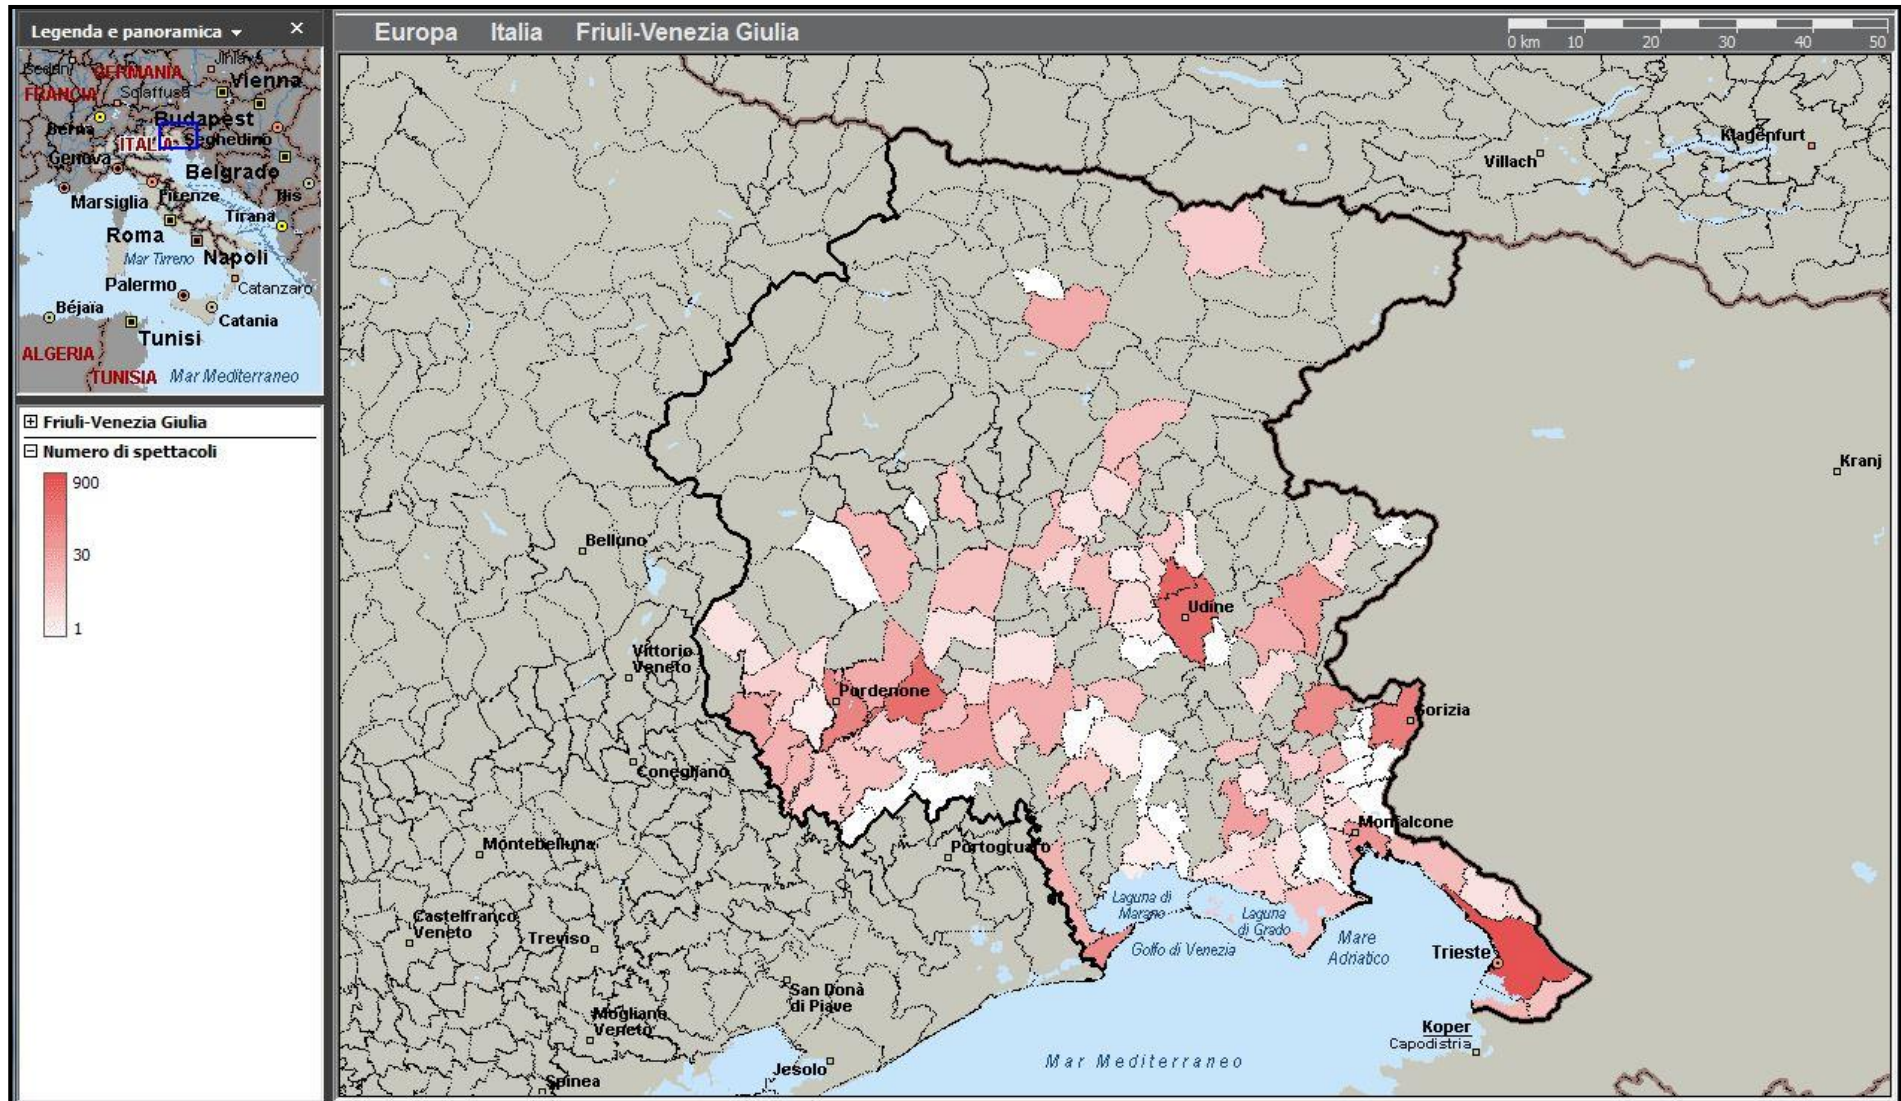 Legenda e panoramica
Europa Italia Friuli-Venezia Giulia
0 km 10 20 30 40 50
GERMANIA
Vienna
FRANCIA
Sciaffusa
Berna
Budapest
ITALIA
Seghedino
Genova
Belgrado
Marsiglia
Firenze
Nis
Tirana
Roma
Mar Tirreno
Napoli
Palermo
Catanzaro
Béjaïa
Catania
Tunisi
ALGERIA
TUNISIA
Mar Mediterraneo
Friuli-Venezia Giulia
Numero di spettacoli
900
30
1
Klagenfurt
Villach
Kranj
Belluno
Udine
Vittorio
Veneto
Pordenone
Gorizia
Conegliano
Monfalcone
Montebelluna
Portogruaro
Laguna di
Marano
Laguna
di Grado
Castelfranco
Veneto
Treviso
Golfo di Venezia
Mare
Adriatico
Trieste
San Donà
di Piave
Mogliano
Veneto
Koper
Capodistria
Jesolo
Mar Mediterraneo
Spinea